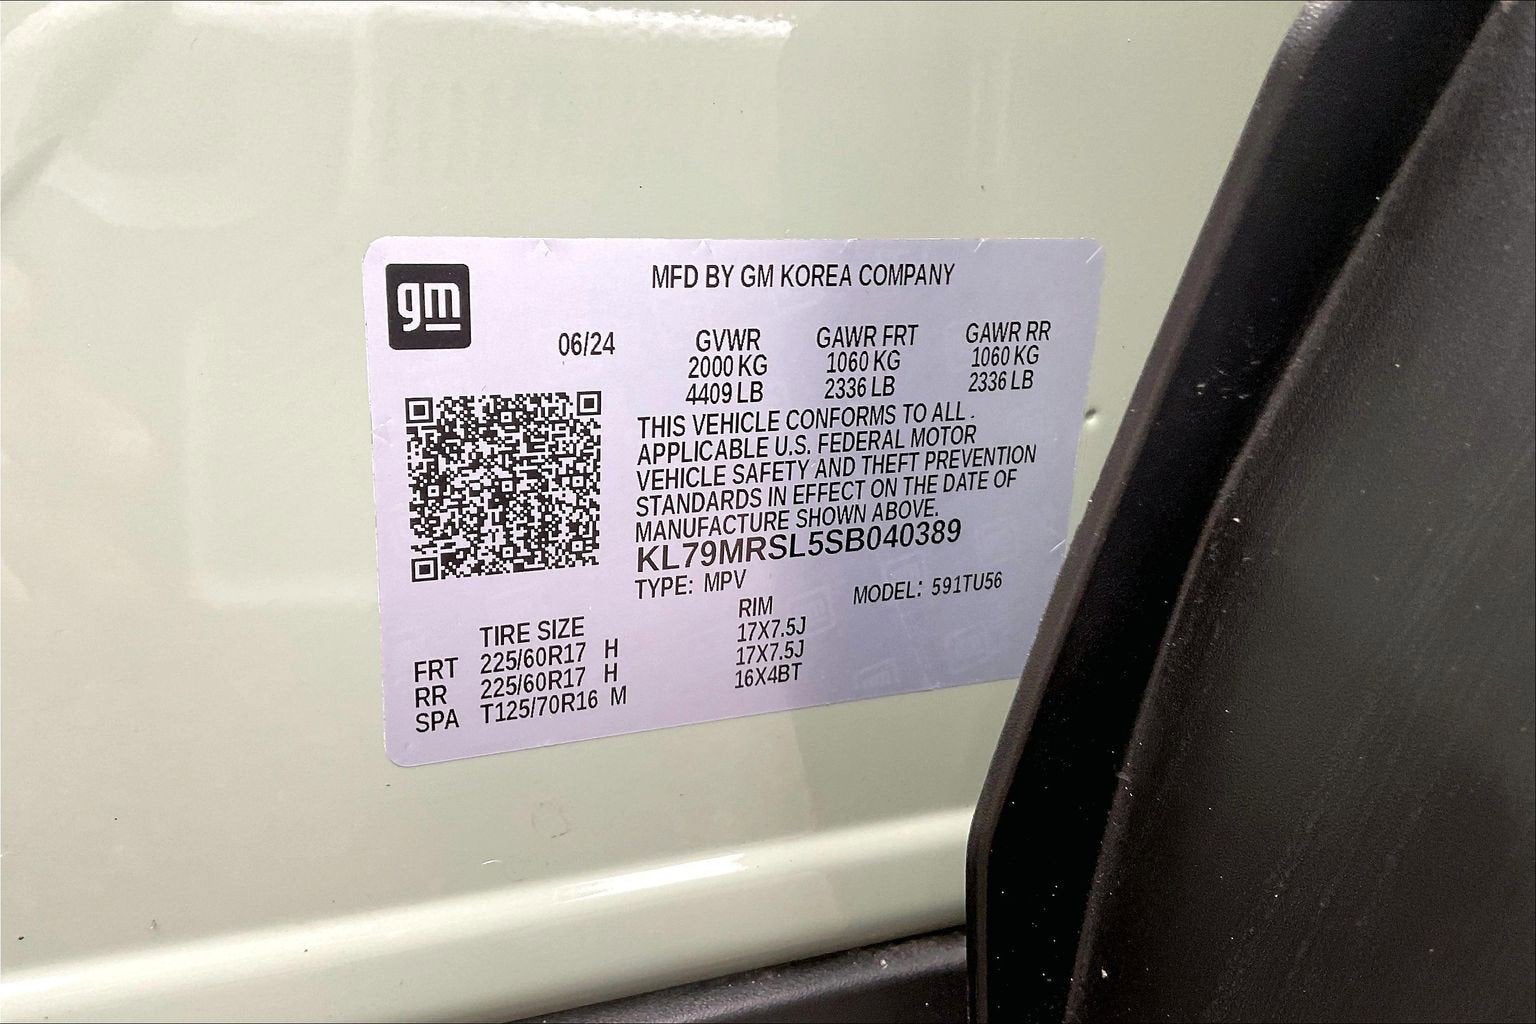 gm
MFD BY GM KOREA COMPANY
06/24 GVWR GAWR FRT GAWR RR
2000 KG 1060 KG 1060 KG
4409 LB 2336 LB 2336 LB
THIS VEHICLE CONFORMS TO ALL
APPLICABLE U.S. FEDERAL MOTOR
VEHICLE SAFETY AND THEFT PREVENTION
STANDARDS IN EFFECT ON THE DATE OF
MANUFACTURE SHOWN ABOVE.
KL79MRSL5SB040389
TYPE: MPV MODEL: 591TU56
TIRE SIZE RIM
FRT 225/60R17 H 17X7.5J
RR 225/60R17 H 17X7.5J
SPA T125/70R16 M 16X4BT